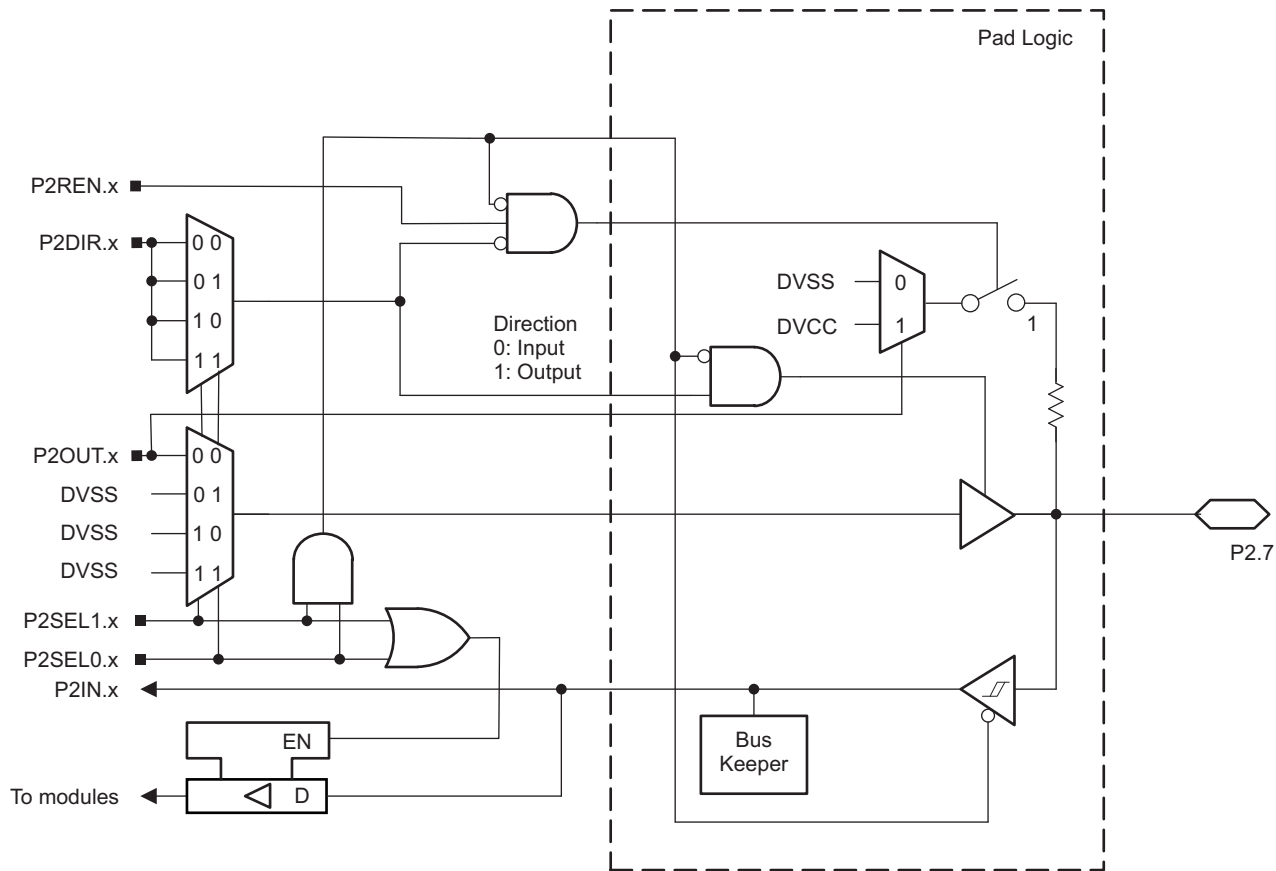 Pad Logic
P2REN.x
P2DIR.x
0 0
0 1
1 0
1 1
Direction
0: Input
1: Output
DVSS
0
DVCC
1
1
P2OUT.x
0 0
DVSS
0 1
DVSS
1 0
DVSS
1 1
P2.7
P2SEL1.x
P2SEL0.x
P2IN.x
EN
Bus
Keeper
To modules
D